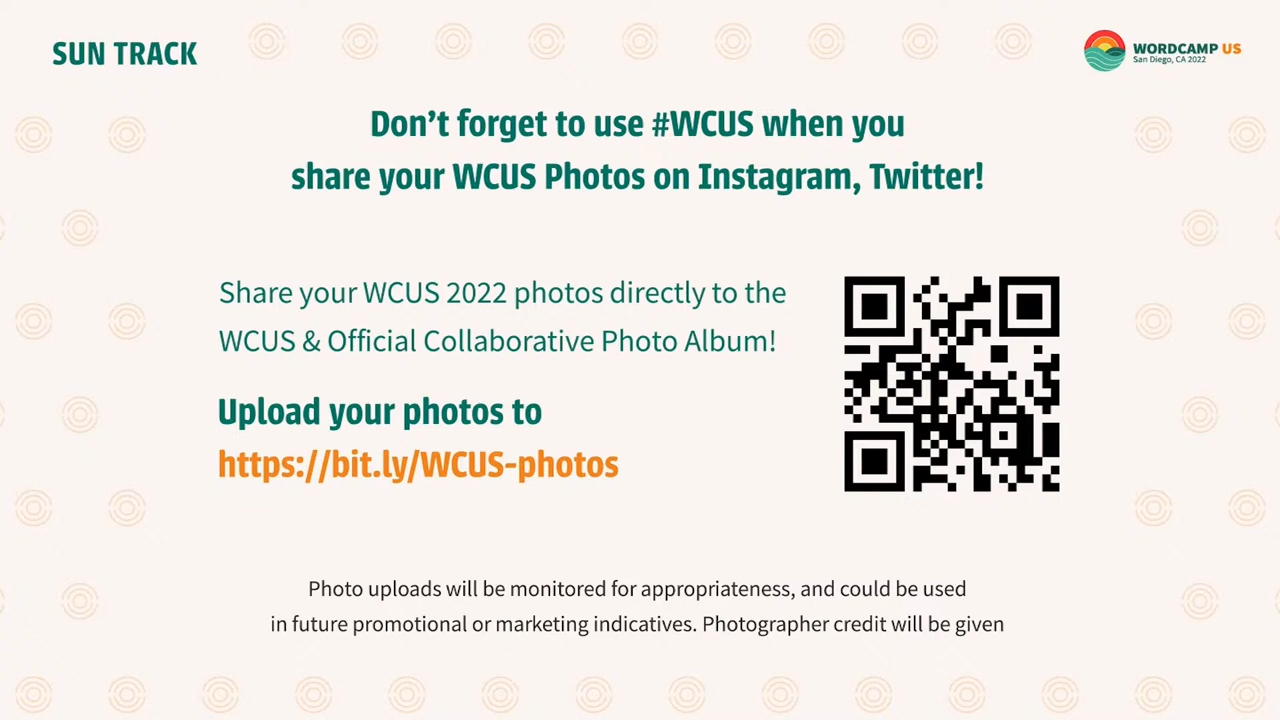 SUN TRACK
WORDCAMP US
San Diego, CA 2022
Don’t forget to use #WCUS when you
share your WCUS Photos on Instagram, Twitter!
Share your WCUS 2022 photos directly to the
WCUS & Official Collaborative Photo Album!
Upload your photos to
https://bit.ly/WCUS-photos
Photo uploads will be monitored for appropriateness, and could be used
in future promotional or marketing indicatives. Photographer credit will be given